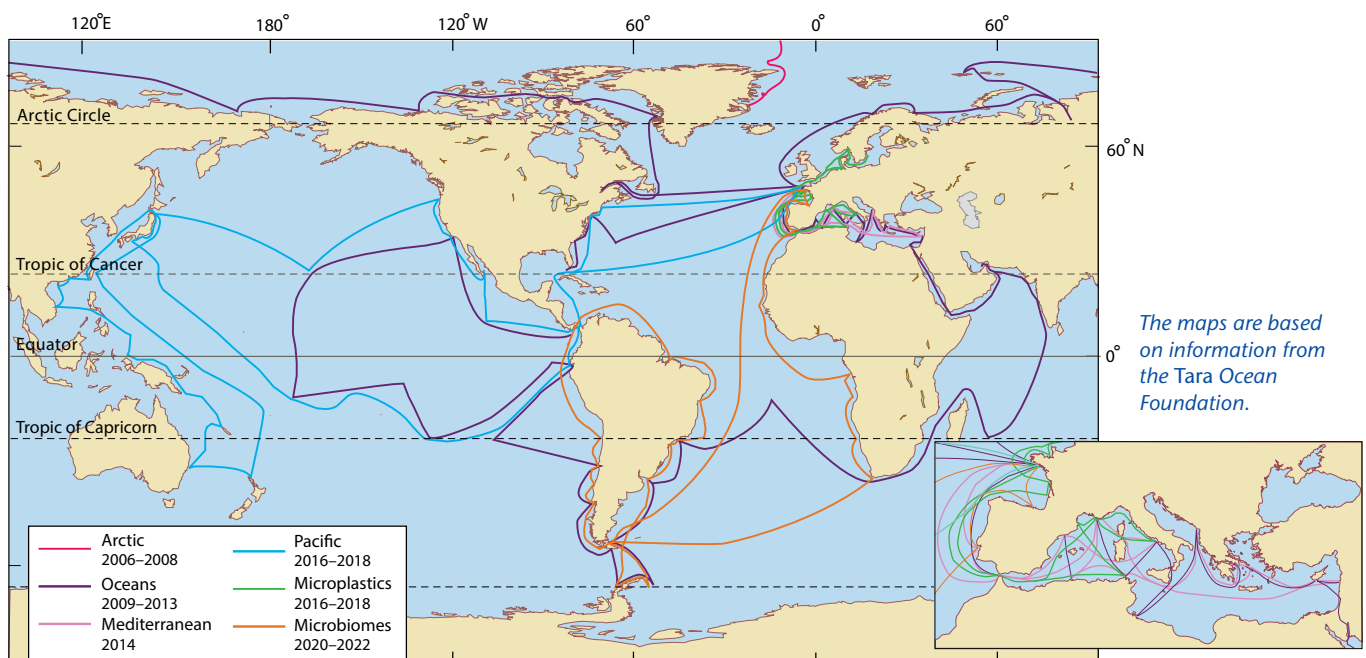 120°E 180° 120°W 60° 0° 60°
Arctic Circle
60°N
Tropic of Cancer
Equator
0°
Tropic of Capricorn
The maps are based
on information from
the Tara Ocean
Foundation.
Arctic
2006–2008
Oceans
2009–2013
Mediterranean
2014
Pacific
2016–2018
Microplastics
2016–2018
Microbiomes
2020–2022